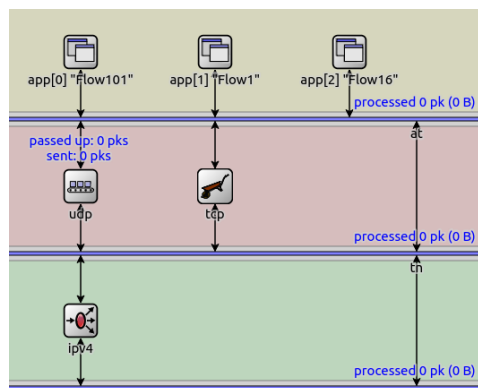 app[0] "Flow101"
app[1] "Flow1"
app[2] "Flow16"
processed 0 pk (0 B)
at
passed up: 0 pks
sent: 0 pks
udp
tcp
processed 0 pk (0 B)
tn
ipv4
processed 0 pk (0 B)